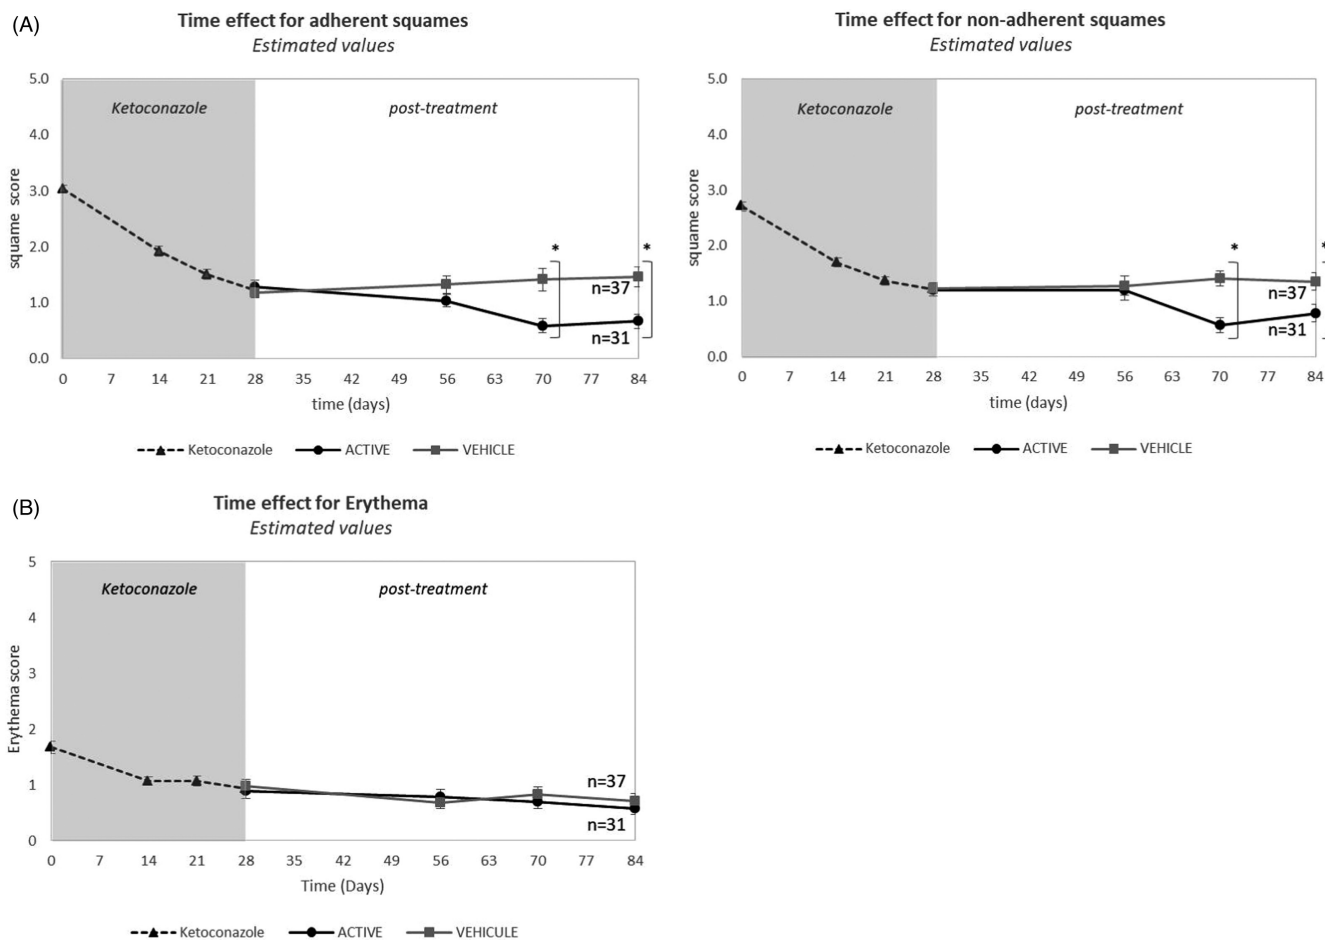 (A)
Time effect for adherent squames
Estimated values
5.0
4.0
3.0
2.0
1.0
0.0
squame score
Ketoconazole
post-treatment
*
*
n=37
n=31
0 7 14 21 28 35 42 49 56 63 70 77 84
time (days)
Ketoconazole ACTIVE VEHICLE
Time effect for non-adherent squames
Estimated values
5.0
4.0
3.0
2.0
1.0
0.0
squame score
Ketoconazole
post-treatment
*
*
n=37
n=31
0 7 14 21 28 35 42 49 56 63 70 77 84
time (days)
Ketoconazole ACTIVE VEHICLE
(B)
Time effect for Erythema
Estimated values
5
4
3
2
1
0
Erythema score
Ketoconazole
post-treatment
n=37
n=31
0 7 14 21 28 35 42 49 56 63 70 77 84
Time (Days)
Ketoconazole ACTIVE VEHICULE